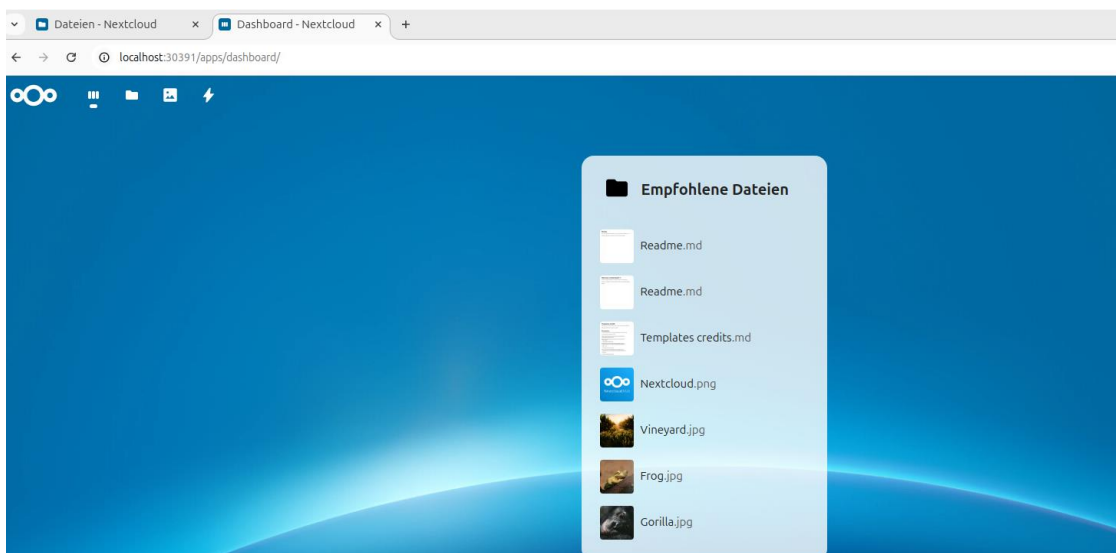 Dateien - Nextcloud
Dashboard - Nextcloud
localhost:30391/apps/dashboard/
Empfohlene Dateien
Readme.md
Readme.md
Templates credits.md
Nextcloud.png
Vineyard.jpg
Frog.jpg
Gorilla.jpg